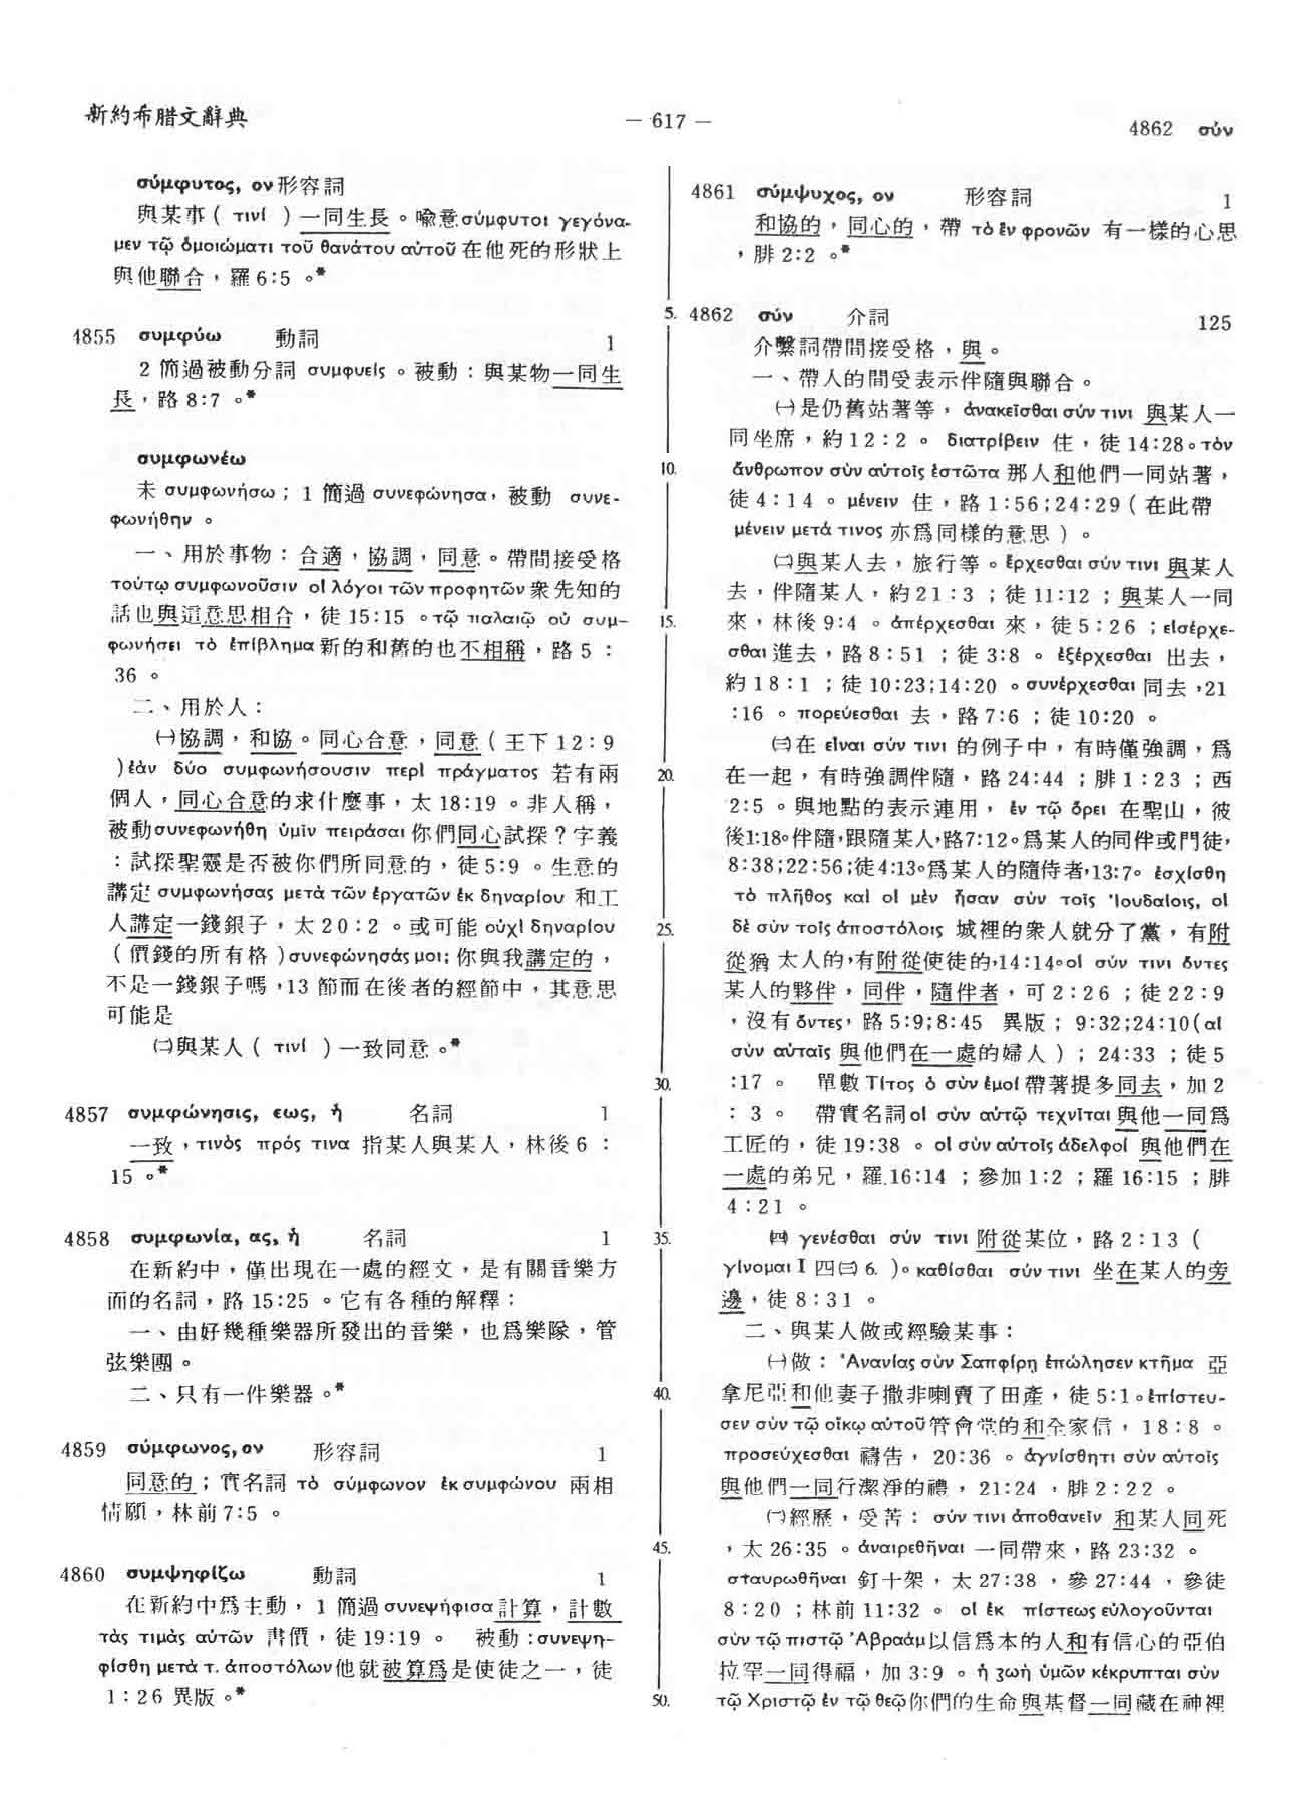 新約希腊文辭典
— 617 —
4862 σύν
σύμφυτος, ον 形容詞
與某事 ( τινί ) 一同生長。喻意 σύμφυτοι γεγόνα-
μεν τῷ ὁμοιώματι τοῦ θανάτου αὐτοῦ 在他死的形狀上
與他聯合，羅 6:5 。*
4855 συμφύω 動詞 1
2 簡過被動分詞 συμφυείς 。被動：與某物一同生
長，路 8:7 。*
συμφωνέω
未 συμφωνήσω ; 1 簡過 συνεφώνησα，被動 συνε-
φωνήθην 。
一、用於事物：合適，協調，同意。帶間接受格
τούτῳ συμφωνοῦσιν οἱ λόγοι τῶν προφητῶν 衆先知的
話也與這意思相合，徒 15:15 。τῷ παλαιῷ οὐ συμ-
φωνήσει τὸ ἐπίβλημα 新的和舊的也不相稱，路 5 :
36 。
二、用於人：
㈠協調，和協。同心合意，同意 ( 王下 12 : 9
)ἐὰν δύο συμφωνήσουσιν περὶ πράγματος 若有兩
個人，同心合意的求什麼事，太 18:19 。非人稱，
被動συνεφωνήθη ὑμῖν πειράσαι 你們同心試探？字義
：試探聖靈是否被你們所同意的，徒 5:9 。生意的
講定 συμφωνήσας μετὰ τῶν ἐργατῶν ἐκ δηναρίου 和工
人講定一錢銀子，太 20 : 2 。或可能 οὐχὶ δηναρίου
( 價錢的所有格 )συνεφώνησάς μοι; 你與我講定的，
不是一錢銀子嗎，13 節而在後者的經節中，其意思
可能是
㈡與某人 ( τινί ) 一致同意。*
4857 συμφώνησις, εως, ἡ 名詞 1
一致，τινὸς πρός τινα 指某人與某人，林後 6 :
15 。*
4858 συμφωνία, ας, ἡ 名詞 1
在新約中，僅出現在一處的經文，是有關音樂方
面的名詞，路 15:25 。它有各種的解釋：
一、由好幾種樂器所發出的音樂，也爲樂隊，管
弦樂團。
二、只有一件樂器。*
4859 σύμφωνος, ον 形容詞 1
同意的；實名詞 τὸ σύμφωνον ἐκ συμφώνου 兩相
情願，林前 7:5 。
4860 συμψηφίζω 動詞 1
在新約中爲主動，1 簡過 συνεψήφισα 計算，計數
τὰς τιμὰς αὐτῶν 書價，徒 19:19 。 被動：συνεψη-
φίσθη μετὰ τ. ἀποστόλων 他就被算爲是使徒之一，徒
1 : 26 異版。*
5.
10.
15.
20.
25.
30.
35.
40.
45.
50.
4861 σύμψυχος, ον 形容詞 1
和協的，同心的，帶 τὸ ἓν φρονῶν 有一樣的心思
，腓 2:2 。*
4862 σύν 介詞 125
介繫詞帶間接受格，與。
一、帶人的間受表示伴隨與聯合。
㈠是仍舊站著等，ἀνακεῖσθαι σύν τινι 與某人一
同坐席，約 12 : 2 。 διατρίβειν 住，徒 14:28。τὸν
ἄνθρωπον σὺν αὐτοῖς ἑστῶτα 那人和他們一同站著，
徒 4 : 14 。 μένειν 住，路 1:56 ; 24 : 29 ( 在此帶
μένειν μετά τινος 亦爲同樣的意思 ) 。
㈡與某人去，旅行等。ἔρχεσθαι σύν τινι 與某人
去，伴隨某人，約 21 : 3 ；徒 11:12 ；與某人一同
來，林後 9:4 。ἀπέρχεσθαι 來，徒 5 : 26 ; εἰσέρχε-
σθαι 進去，路 8 : 51 ；徒 3:8 。 ἐξέρχεσθαι 出去，
約 18 : 1 ；徒 10:23;14:20 。συνέρχεσθαι 同去，21
:16 。πορεύεσθαι 去，路 7:6 ；徒 10:20 。
㈢在 εἶναι σύν τινι 的例子中，有時僅強調，爲
在一起，有時強調伴隨，路 24:44 ；腓 1 : 23 ；西
2:5 。與地點的表示連用， ἐν τῷ ὄρει 在聖山，彼
後1:18。伴隨，跟隨某人，路7:12。爲某人的同伴或門徒，
8:38;22:56;徒4:13。爲某人的隨侍者，13:7。ἐσχίσθη
τὸ πλῆθος καὶ οἱ μὲν ἦσαν σὺν τοῖς Ἰουδαίοις, οἱ
δὲ σὺν τοῖς ἀποστόλοις 城裡的衆人就分了黨，有附
從猶太人的，有附從使徒的，14:14。οἱ σύν τινι ὄντες
某人的夥伴，同伴，隨伴者，可 2 : 26 ；徒 22 : 9
，沒有 ὄντες，路 5:9;8:45 異版；9:32;24:10(αἱ
σὺν αὐταῖς 與他們在一處的婦人 ) ； 24:33 ；徒 5
:17 。 單數 Τίτος ὁ σὺν ἐμοί 帶著提多同去，加 2
: 3 。 帶實名詞οἱ σὺν αὐτῷ τεχνῖται 與他一同爲
工匠的，徒 19:38 。οἱ σὺν αὐτοῖς ἀδελφοί 與他們在
一處的弟兄，羅 16:14 ；參加 1:2 ；羅 16:15 ；腓
4 : 21 。
㈣ γενέσθαι σύν τινι 附從某位，路 2 : 13 (
γίνομαι I 四㈢ 6. )。καθίσθαι σύν τινι 坐在某人的旁
邊，徒 8 : 31 。
二、與某人做或經驗某事：
㈠做： Ἁνανίας σὺν Σαπφίρῃ ἐπώλησεν κτῆμα 亞
拿尼亞和他妻子撒非喇賣了田產，徒 5:1 。ἐπίστευ-
σεν σὺν τῷ οἴκῳ αὐτοῦ 管會堂的和全家信，18 : 8 。
προσεύχεσθαι 禱告， 20:36 。 ἁγνίσθητι σὺν αὐτοῖς
與他們一同行潔淨的禮，21:24 ，腓 2 : 22 。
㈡經歷，受苦： σύν τινι ἀποθανεῖν 和某人同死
，太 26:35 。ἀναιρεθῆναι 一同帶來，路 23:32 。
σταυρωθῆναι 釘十架，太 27:38 ，參 27:44 ，參徒
8 : 20 ；林前 11:32 。 οἱ ἐκ πίστεως εὐλογοῦνται
σὺν τῷ πιστῷ Ἀβραάμ 以信爲本的人和有信心的亞伯
拉罕一同得福，加 3:9 。ἡ ζωὴ ὑμῶν κέκρυπται σὺν
τῷ Χριστῷ ἐν τῷ θεῷ 你們的生命與基督一同藏在神裡